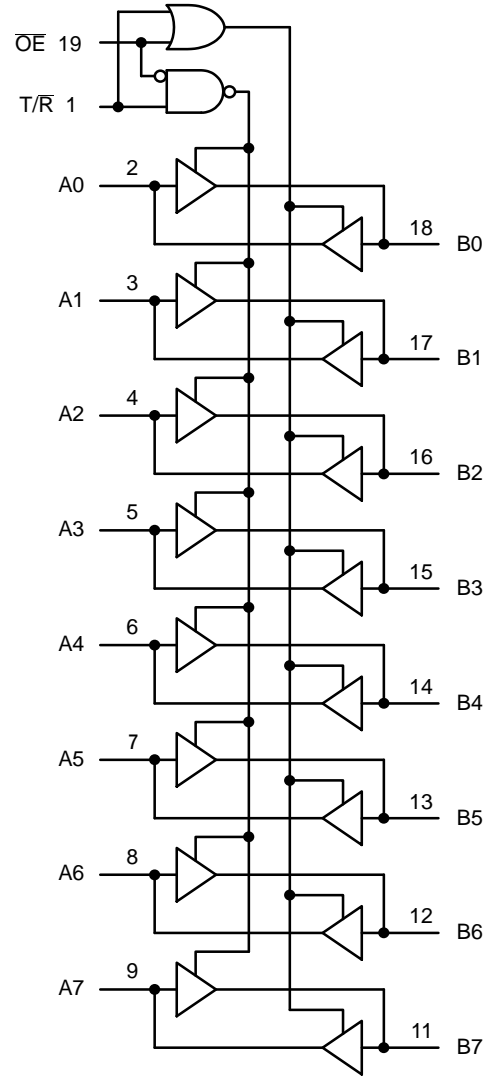 O̅E̅ 19
T/R̅ 1
A0 2
18 B0
A1 3
17 B1
A2 4
16 B2
A3 5
15 B3
A4 6
14 B4
A5 7
13 B5
A6 8
12 B6
A7 9
11 B7